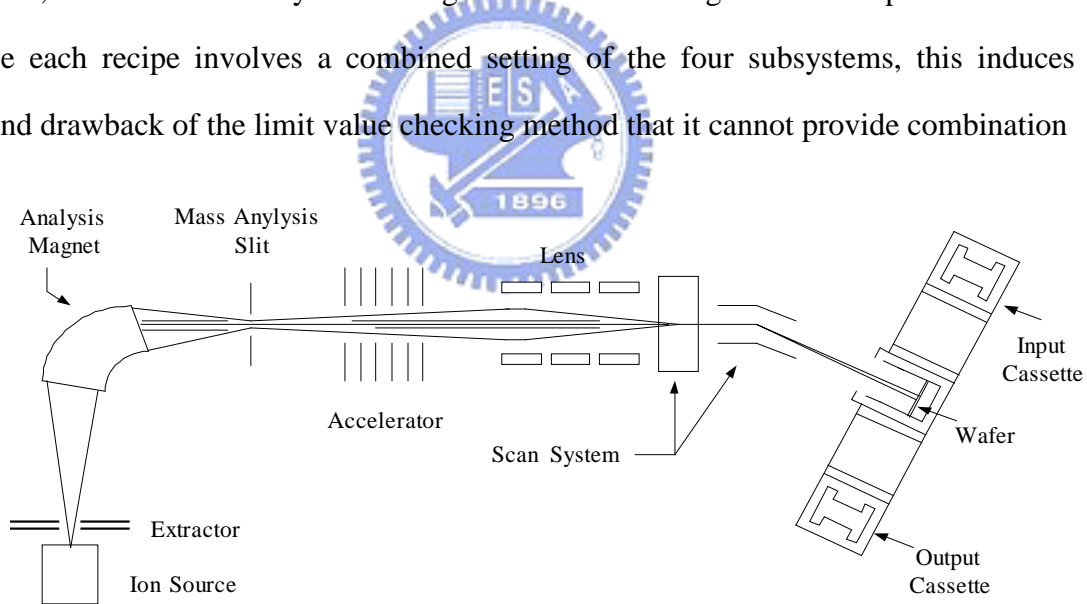 e each recipe involves a combined setting of the four subsystems, this induces
nd drawback of the limit value checking method that it cannot provide combination
E S A
1896
Analysis
Magnet
Mass Anylysis
Slit
Lens
Input
Cassette
Accelerator
Wafer
Scan System
Extractor
Ion Source
Output
Cassette